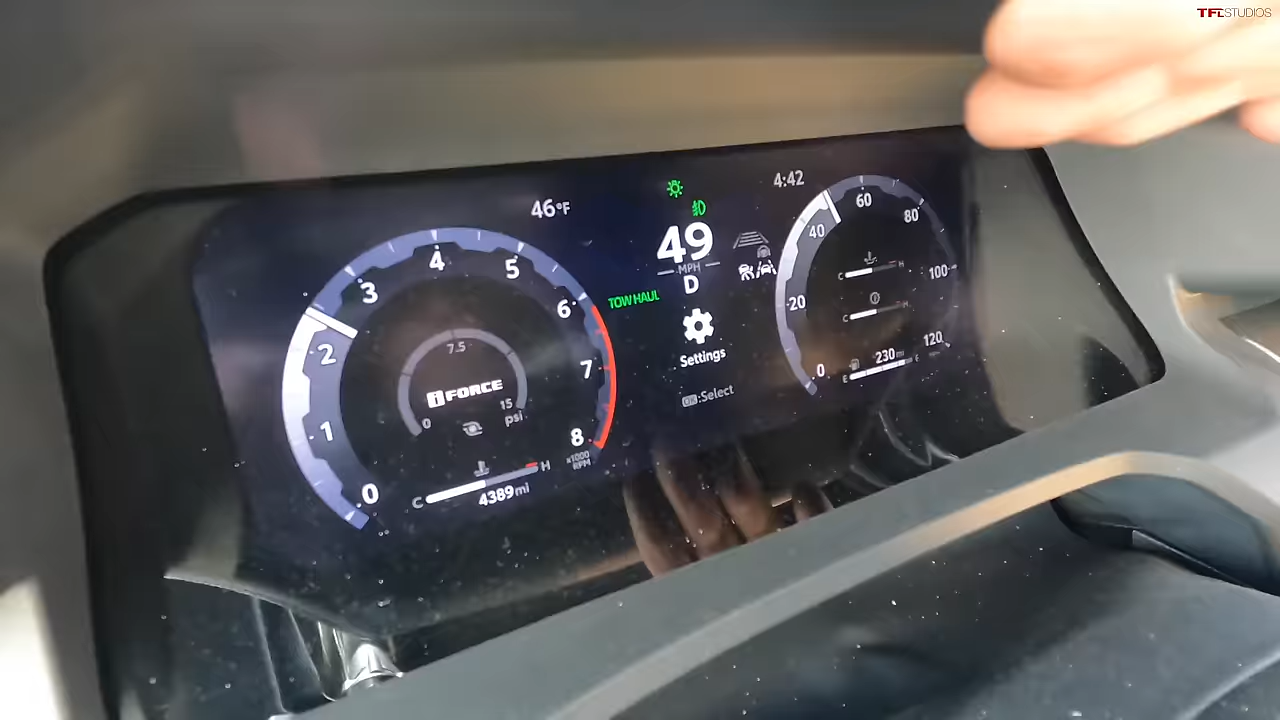 TFLSTUDIOS
46°F
4:42
49
MPH
D
TOW HAUL
Settings
OK:Select
0
1
2
3
4
5
6
7
8
x1000
RPM
7.5
iFORCE
0
15
psi
C
H
4389mi
0
20
40
60
80
100
120
C
H
C
H
230mi
E
F